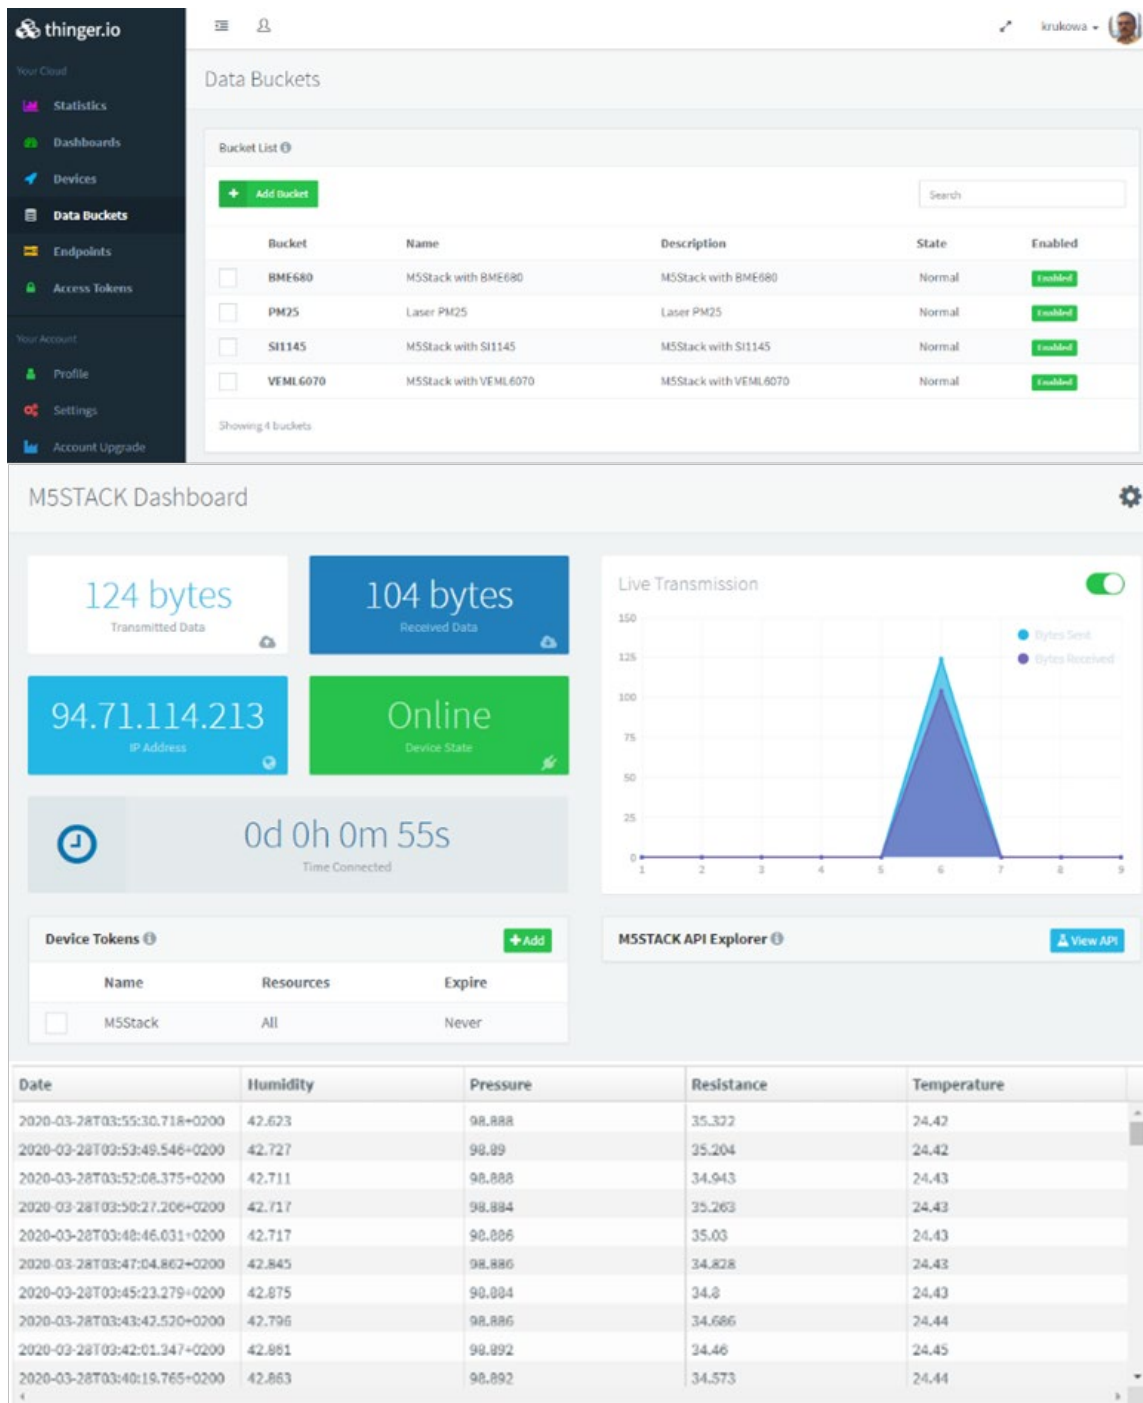 thinger.io
krukowa
Your Cloud
Statistics
Dashboards
Devices
Data Buckets
Endpoints
Access Tokens
Your Account
Profile
Settings
Account Upgrade
Data Buckets
Bucket List
+ Add Bucket
Search
Bucket Name Description State Enabled
BME680 M5Stack with BME680 M5Stack with BME680 Normal Enabled
PM25 Laser PM25 Laser PM25 Normal Enabled
SI1145 M5Stack with SI1145 M5Stack with SI1145 Normal Enabled
VEML6070 M5Stack with VEML6070 M5Stack with VEML6070 Normal Enabled
Showing 4 buckets
M5STACK Dashboard
124 bytes
Transmitted Data
104 bytes
Received Data
94.71.114.213
IP Address
Online
Device State
0d 0h 0m 55s
Time Connected
Live Transmission
Bytes Sent
Bytes Received
150
125
100
75
50
25
0
1 2 3 4 5 6 7 8 9
Device Tokens
+ Add
Name Resources Expire
M5Stack All Never
M5STACK API Explorer
View API
Date Humidity Pressure Resistance Temperature
2020-03-28T03:55:30.718+0200 42.623 98.888 35.322 24.42
2020-03-28T03:53:49.546+0200 42.727 98.89 35.204 24.42
2020-03-28T03:52:08.375+0200 42.711 98.888 34.943 24.43
2020-03-28T03:50:27.206+0200 42.717 98.884 35.263 24.43
2020-03-28T03:48:46.031+0200 42.717 98.886 35.03 24.43
2020-03-28T03:47:04.862+0200 42.845 98.886 34.828 24.43
2020-03-28T03:45:23.279+0200 42.875 98.884 34.8 24.43
2020-03-28T03:43:42.520+0200 42.796 98.886 34.686 24.44
2020-03-28T03:42:01.347+0200 42.861 98.892 34.46 24.45
2020-03-28T03:40:19.765+0200 42.863 98.892 34.573 24.44